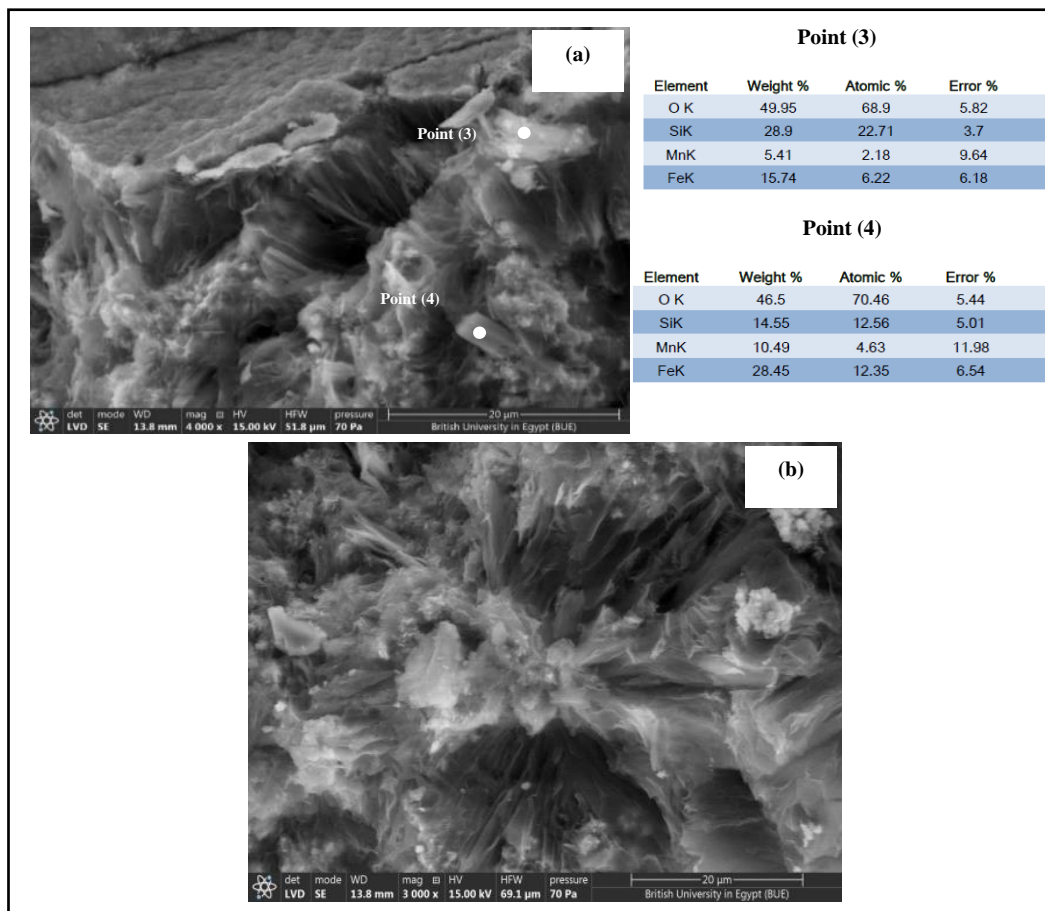 (a)
Point (3)
Point (4)
det mode WD mag HV HFW pressure
LVD SE 13.8 mm 4 000 x 15.00 kV 51.8 µm 70 Pa
20 µm
British University in Egypt (BUE)
Point (3)
Element Weight % Atomic % Error %
O K 49.95 68.9 5.82
SiK 28.9 22.71 3.7
MnK 5.41 2.18 9.64
FeK 15.74 6.22 6.18
Point (4)
Element Weight % Atomic % Error %
O K 46.5 70.46 5.44
SiK 14.55 12.56 5.01
MnK 10.49 4.63 11.98
FeK 28.45 12.35 6.54
(b)
det mode WD mag HV HFW pressure
LVD SE 13.8 mm 3 000 x 15.00 kV 69.1 µm 70 Pa
20 µm
British University in Egypt (BUE)